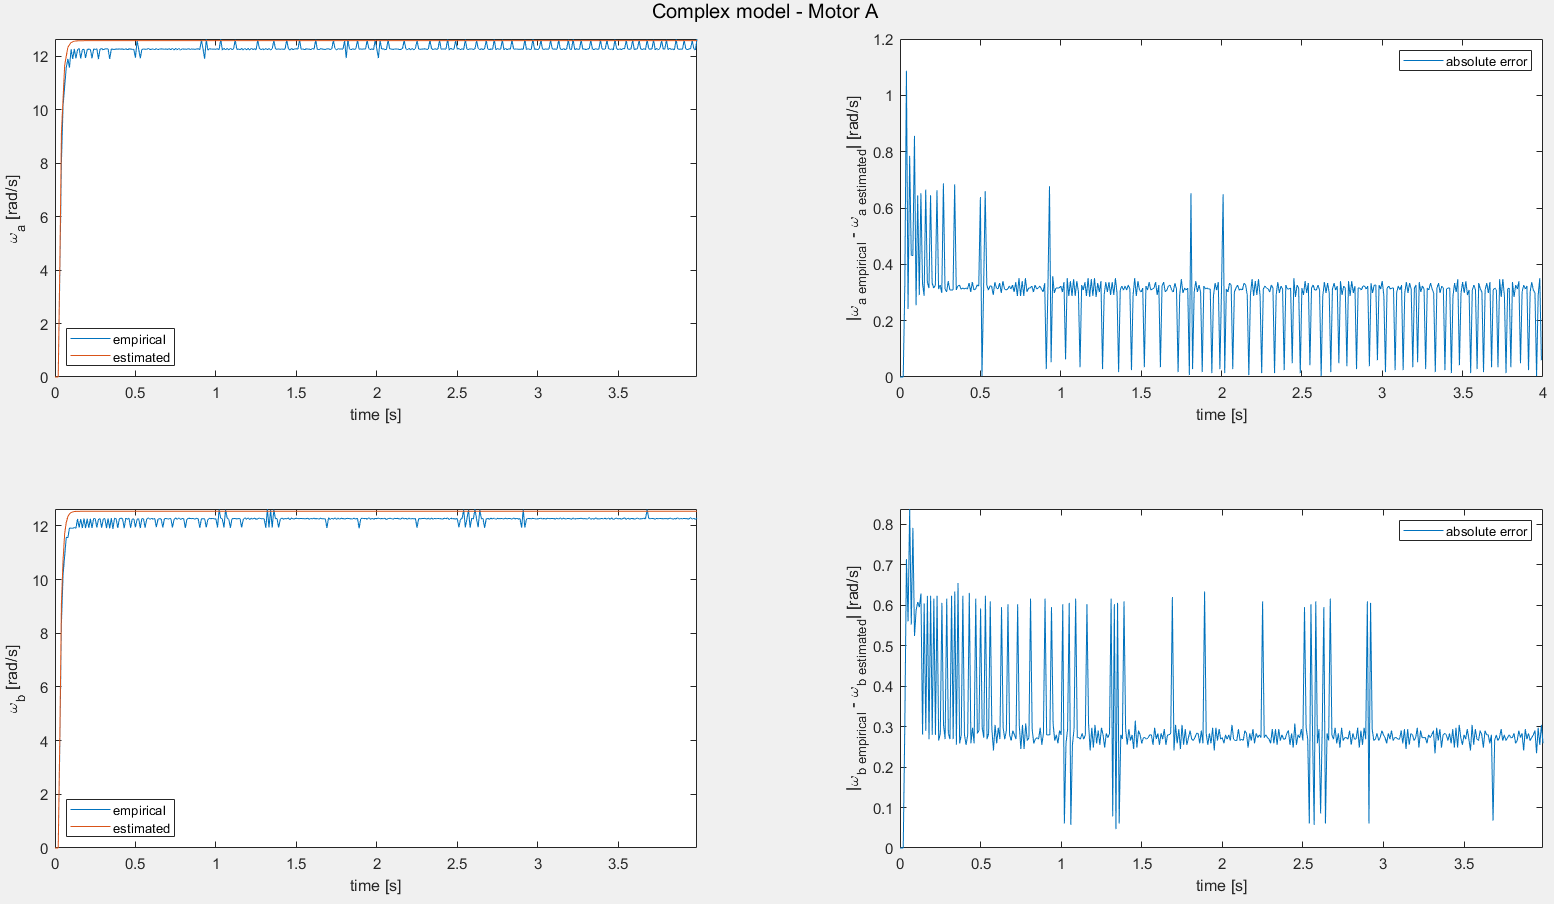 Complex model - Motor A
12
10
8
6
4
2
0
ω_a [rad/s]
empirical
estimated
0 0.5 1 1.5 2 2.5 3 3.5
time [s]
1.2
1
0.8
0.6
0.4
0.2
0
|ω_a empirical - ω_a estimated| [rad/s]
absolute error
0 0.5 1 1.5 2 2.5 3 3.5 4
time [s]
12
10
8
6
4
2
0
ω_b [rad/s]
empirical
estimated
0 0.5 1 1.5 2 2.5 3 3.5
time [s]
0.8
0.7
0.6
0.5
0.4
0.3
0.2
0.1
0
|ω_b empirical - ω_b estimated| [rad/s]
absolute error
0 0.5 1 1.5 2 2.5 3 3.5
time [s]